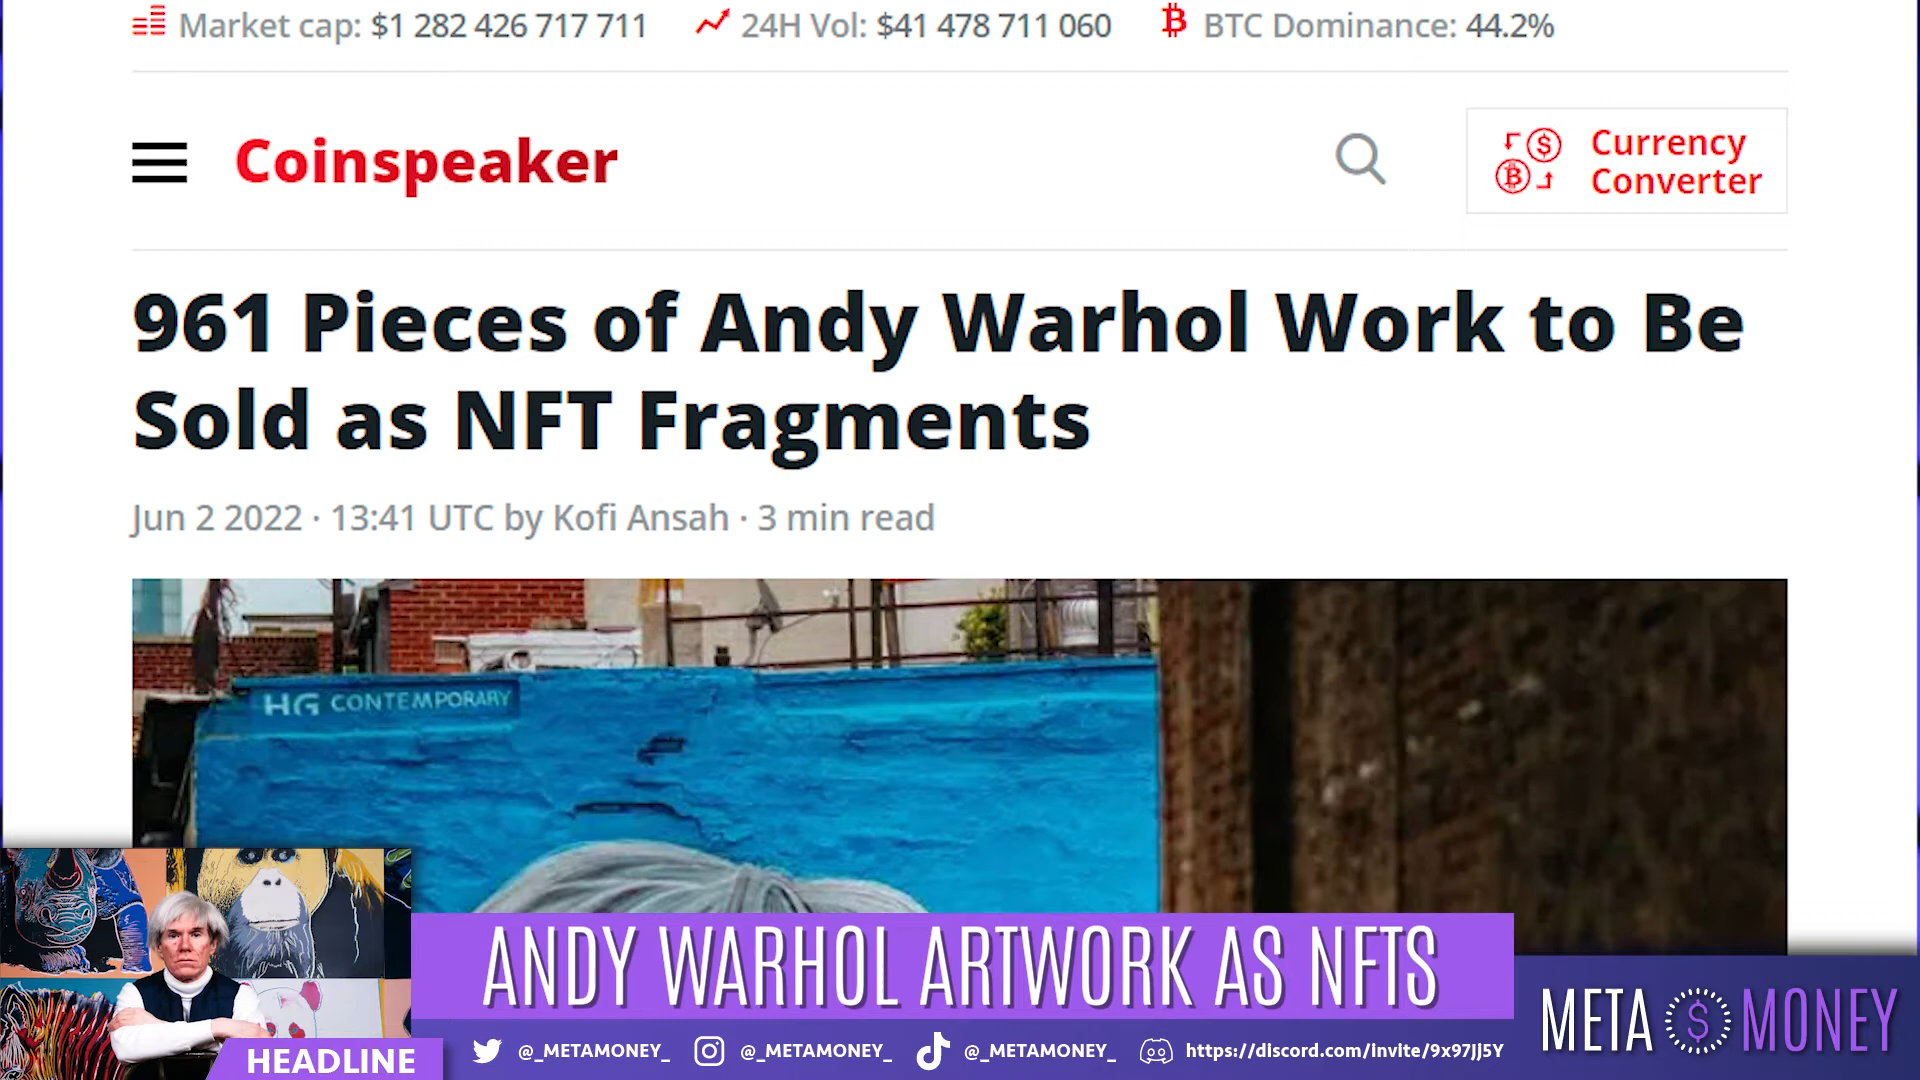 Market cap: $1 282 426 717 711 24H Vol: $41 478 711 060 BTC Dominance: 44.2%
Coinspeaker
Currency
Converter
961 Pieces of Andy Warhol Work to Be
Sold as NFT Fragments
Jun 2 2022 · 13:41 UTC by Kofi Ansah · 3 min read
HG CONTEMPORARY
ANDY WARHOL ARTWORK AS NFTS
HEADLINE
@_METAMONEY_ @_METAMONEY_ @_METAMONEY_ https://discord.com/invite/9x97JJ5Y
META $ MONEY